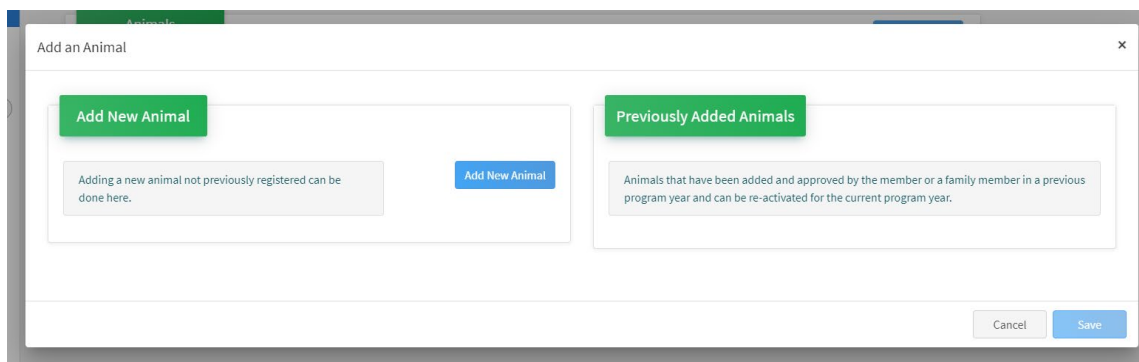 Animals
Add an Animal
×
Add New Animal
Adding a new animal not previously registered can be
done here.
Add New Animal
Previously Added Animals
Animals that have been added and approved by the member or a family member in a previous
program year and can be re-activated for the current program year.
Cancel
Save